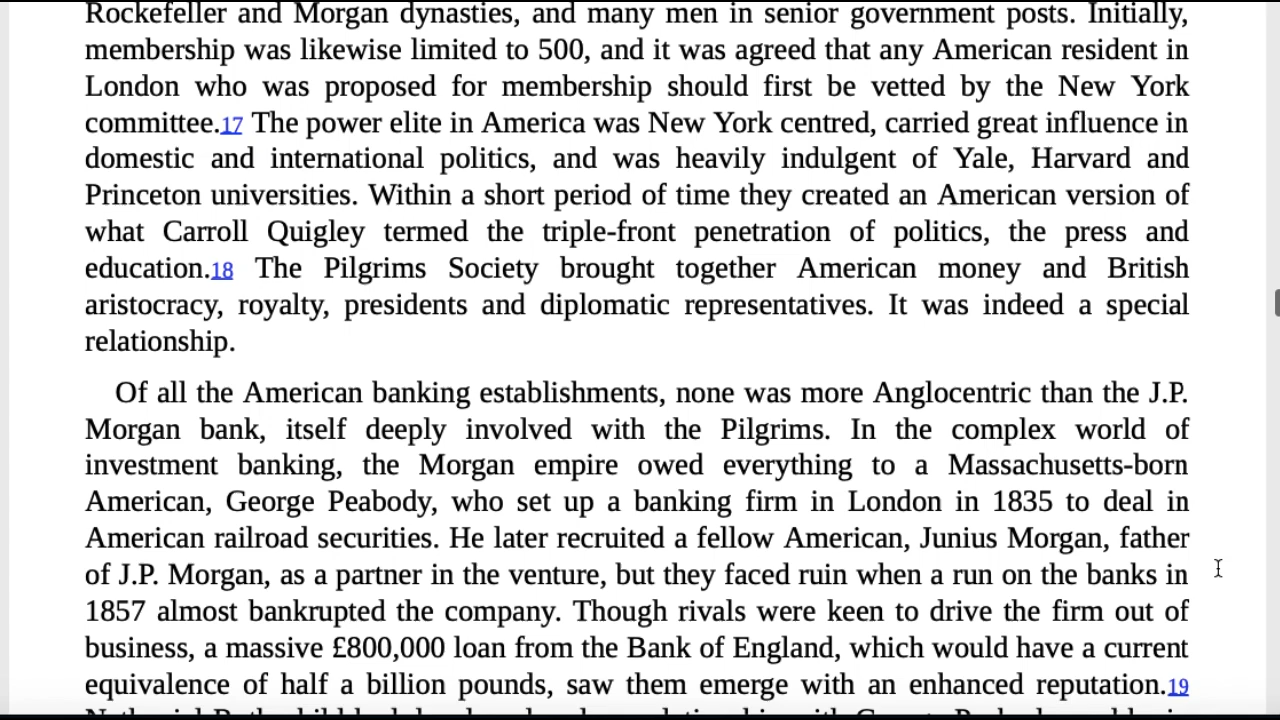 Rockefeller and Morgan dynasties, and many men in senior government posts. Initially,
membership was likewise limited to 500, and it was agreed that any American resident in
London who was proposed for membership should first be vetted by the New York
committee.17 The power elite in America was New York centred, carried great influence in
domestic and international politics, and was heavily indulgent of Yale, Harvard and
Princeton universities. Within a short period of time they created an American version of
what Carroll Quigley termed the triple-front penetration of politics, the press and
education.18 The Pilgrims Society brought together American money and British
aristocracy, royalty, presidents and diplomatic representatives. It was indeed a special
relationship.
Of all the American banking establishments, none was more Anglocentric than the J.P.
Morgan bank, itself deeply involved with the Pilgrims. In the complex world of
investment banking, the Morgan empire owed everything to a Massachusetts-born
American, George Peabody, who set up a banking firm in London in 1835 to deal in
American railroad securities. He later recruited a fellow American, Junius Morgan, father
of J.P. Morgan, as a partner in the venture, but they faced ruin when a run on the banks in
1857 almost bankrupted the company. Though rivals were keen to drive the firm out of
business, a massive £800,000 loan from the Bank of England, which would have a current
equivalence of half a billion pounds, saw them emerge with an enhanced reputation.19